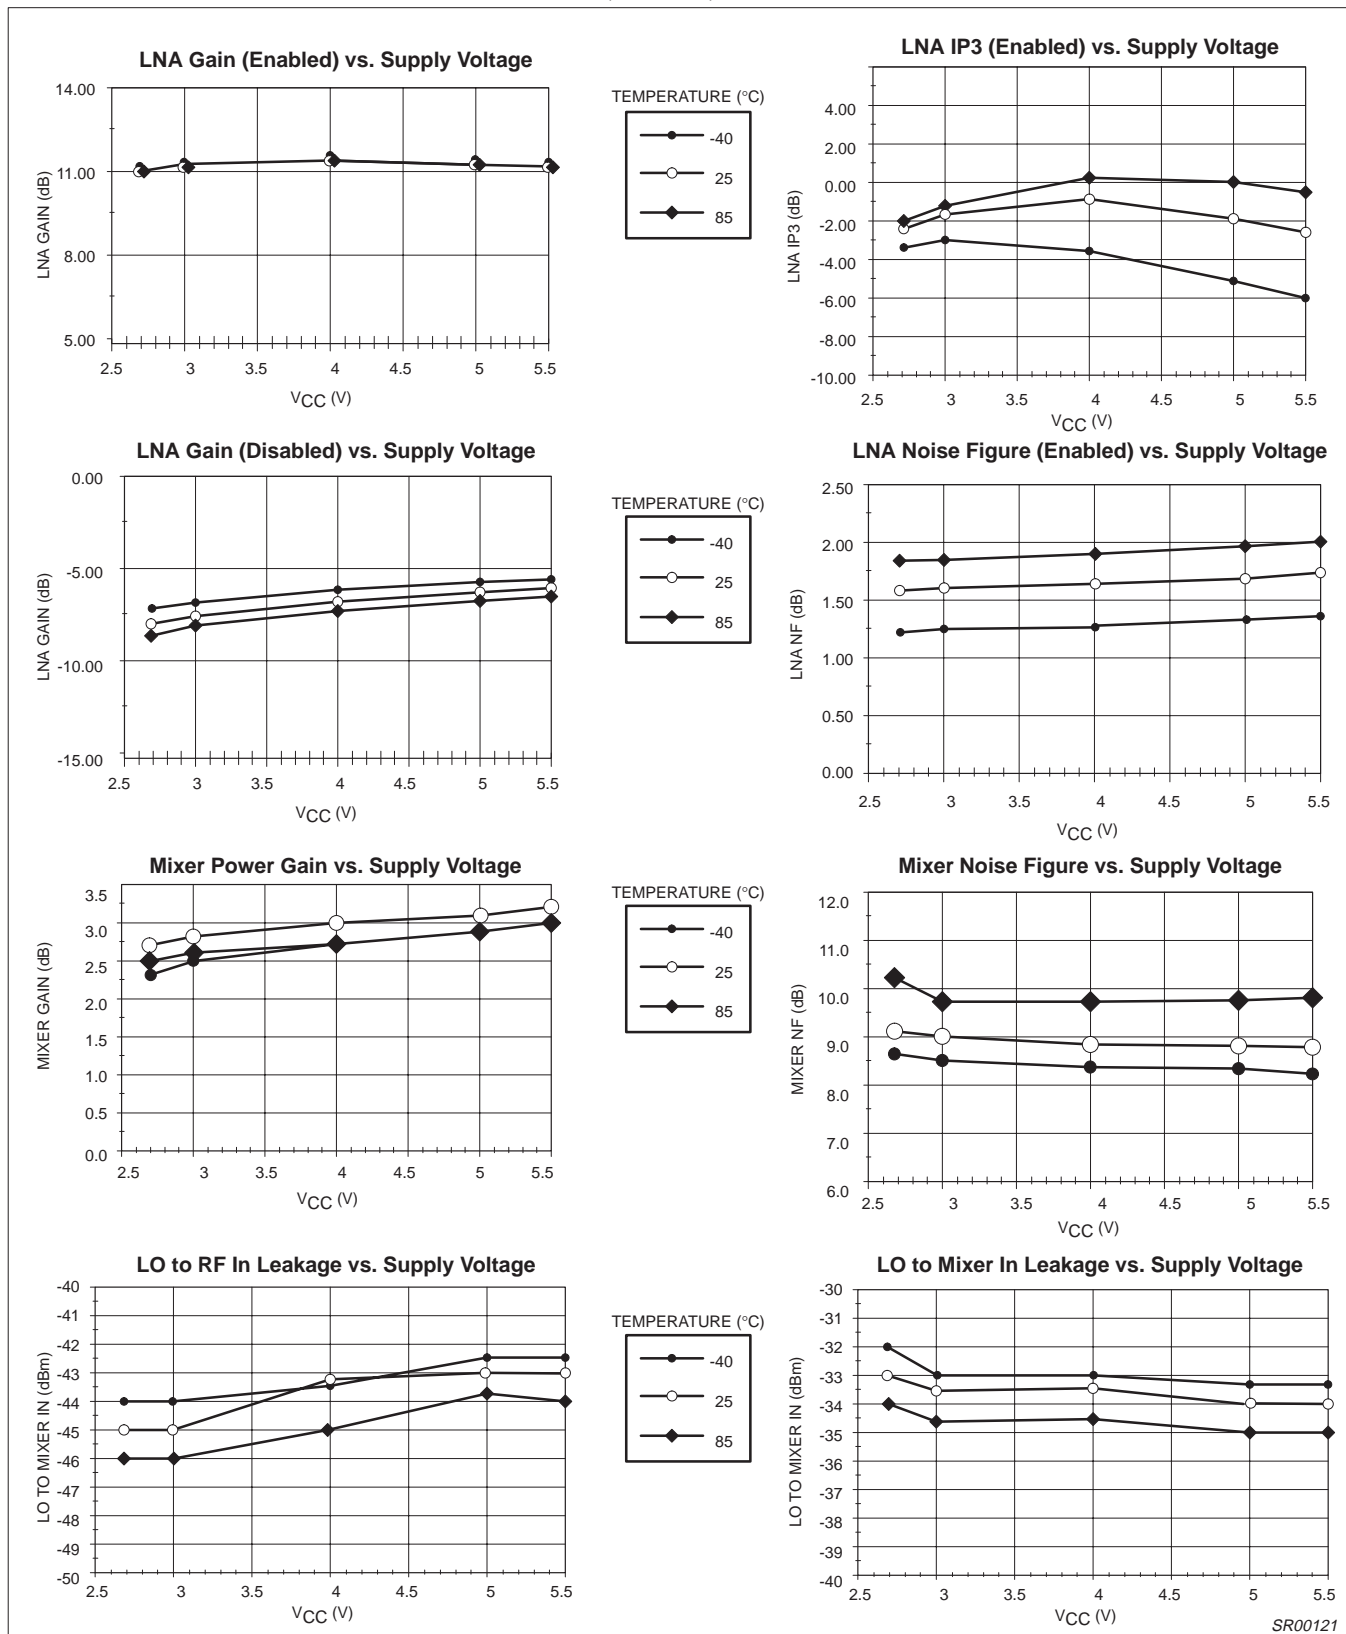 LNA Gain (Enabled) vs. Supply Voltage
14.00
11.00
8.00
5.00
LNA GAIN (dB)
2.5 3 3.5 4 4.5 5 5.5
VCC (V)
TEMPERATURE (°C)
-40
25
85
LNA IP3 (Enabled) vs. Supply Voltage
4.00
2.00
0.00
-2.00
-4.00
-6.00
-8.00
-10.00
LNA IP3 (dB)
2.5 3 3.5 4 4.5 5 5.5
VCC (V)
LNA Gain (Disabled) vs. Supply Voltage
0.00
-5.00
-10.00
-15.00
LNA GAIN (dB)
2.5 3 3.5 4 4.5 5 5.5
VCC (V)
TEMPERATURE (°C)
-40
25
85
LNA Noise Figure (Enabled) vs. Supply Voltage
2.50
2.00
1.50
1.00
0.50
0.00
LNA NF (dB)
2.5 3 3.5 4 4.5 5 5.5
VCC (V)
Mixer Power Gain vs. Supply Voltage
3.5
3.0
2.5
2.0
1.5
1.0
0.5
0.0
MIXER GAIN (dB)
2.5 3 3.5 4 4.5 5 5.5
VCC (V)
TEMPERATURE (°C)
-40
25
85
Mixer Noise Figure vs. Supply Voltage
12.0
11.0
10.0
9.0
8.0
7.0
6.0
MIXER NF (dB)
2.5 3 3.5 4 4.5 5 5.5
VCC (V)
LO to RF In Leakage vs. Supply Voltage
-40
-41
-42
-43
-44
-45
-46
-47
-48
-49
-50
LO TO MIXER IN (dBm)
2.5 3 3.5 4 4.5 5 5.5
VCC (V)
TEMPERATURE (°C)
-40
25
85
LO to Mixer In Leakage vs. Supply Voltage
-30
-31
-32
-33
-34
-35
-36
-37
-38
-39
-40
LO TO MIXER IN (dBm)
2.5 3 3.5 4 4.5 5 5.5
VCC (V)
SR00121